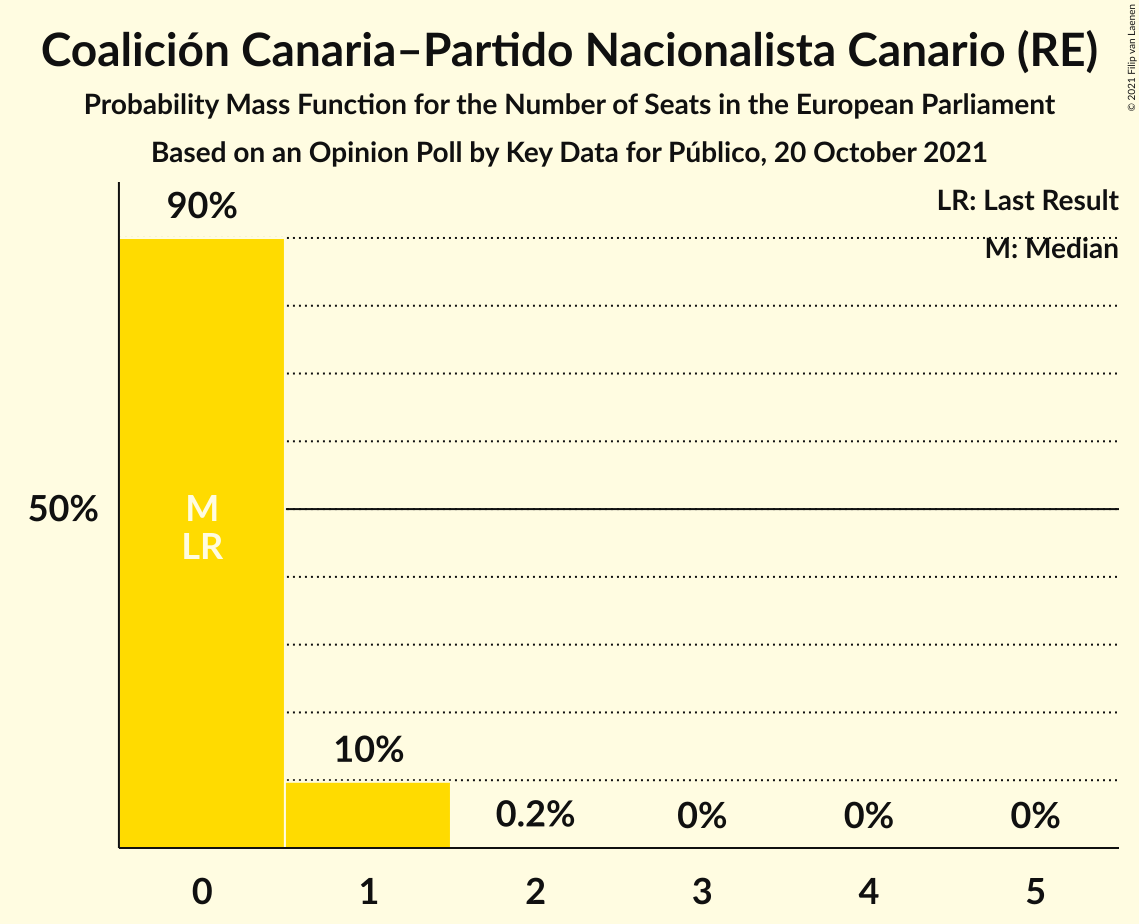 Coalición Canaria–Partido Nacionalista Canario (RE)
Probability Mass Function for the Number of Seats in the European Parliament
Based on an Opinion Poll by Key Data for Público, 20 October 2021
© 2021 Filip van Laenen
LR: Last Result
M: Median
90%
50%
M
LR
10%
0.2%
0%
0%
0%
0
1
2
3
4
5